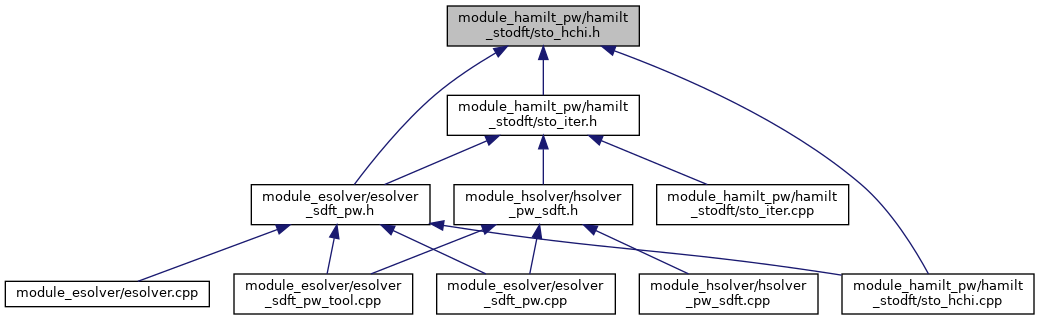 module_hamilt_pw/hamilt
_stodft/sto_hchi.h
module_hamilt_pw/hamilt
_stodft/sto_iter.h
module_esolver/esolver
_sdft_pw.h
module_hsolver/hsolver
_pw_sdft.h
module_hamilt_pw/hamilt
_stodft/sto_iter.cpp
module_esolver/esolver.cpp
module_esolver/esolver
_sdft_pw_tool.cpp
module_esolver/esolver
_sdft_pw.cpp
module_hsolver/hsolver
_pw_sdft.cpp
module_hamilt_pw/hamilt
_stodft/sto_hchi.cpp